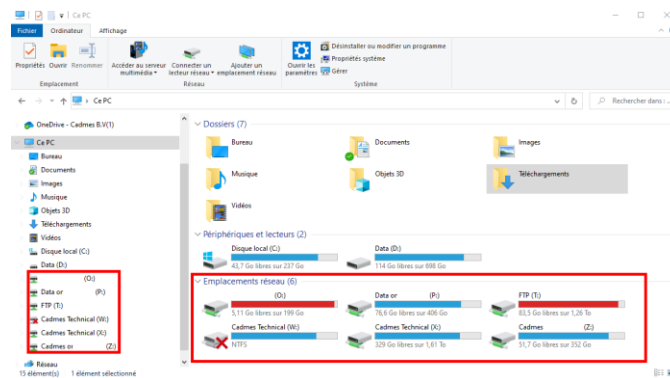 Ce PC
Fichier Ordinateur Affichage
Propriétés Ouvrir Renommer
Accéder au serveur multimédia
Connecter un lecteur réseau
Ajouter un emplacement réseau
Ouvrir les paramètres
Désinstaller ou modifier un programme
Propriétés système
Gérer
Emplacement Réseau Système
Ce PC
Rechercher dans : ...
OneDrive - Cadmes B.V(1)
Ce PC
Bureau
Documents
Images
Musique
Objets 3D
Téléchargements
Vidéos
Disque local (C:)
Data (D:)
(O:)
Data or (P:)
FTP (T:)
Cadmes Technical (W:)
Cadmes Technical (X:)
Cadmes or (Z:)
Réseau
Dossiers (7)
Bureau
Documents
Images
Musique
Objets 3D
Téléchargements
Vidéos
Périphériques et lecteurs (2)
Disque local (C:)
43,7 Go libres sur 237 Go
Data (D:)
114 Go libres sur 698 Go
Emplacements réseau (6)
(O:)
5,11 Go libres sur 199 Go
Data or (P:)
76,6 Go libres sur 406 Go
FTP (T:)
83,5 Go libres sur 1,26 To
Cadmes Technical (W:)
NTFS
Cadmes Technical (X:)
329 Go libres sur 1,61 To
Cadmes (Z:)
51,7 Go libres sur 352 Go
15 élément(s) 1 élément sélectionné